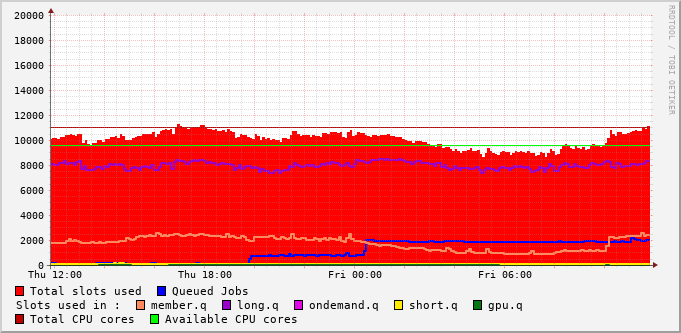 20000
18000
16000
14000
12000
10000
8000
6000
4000
2000
0
Thu 12:00 Thu 18:00 Fri 00:00 Fri 06:00
RRDTOOL / TOBI OETIKER
Total slots used Queued Jobs
Slots used in : member.q long.q ondemand.q short.q gpu.q
Total CPU cores Available CPU cores